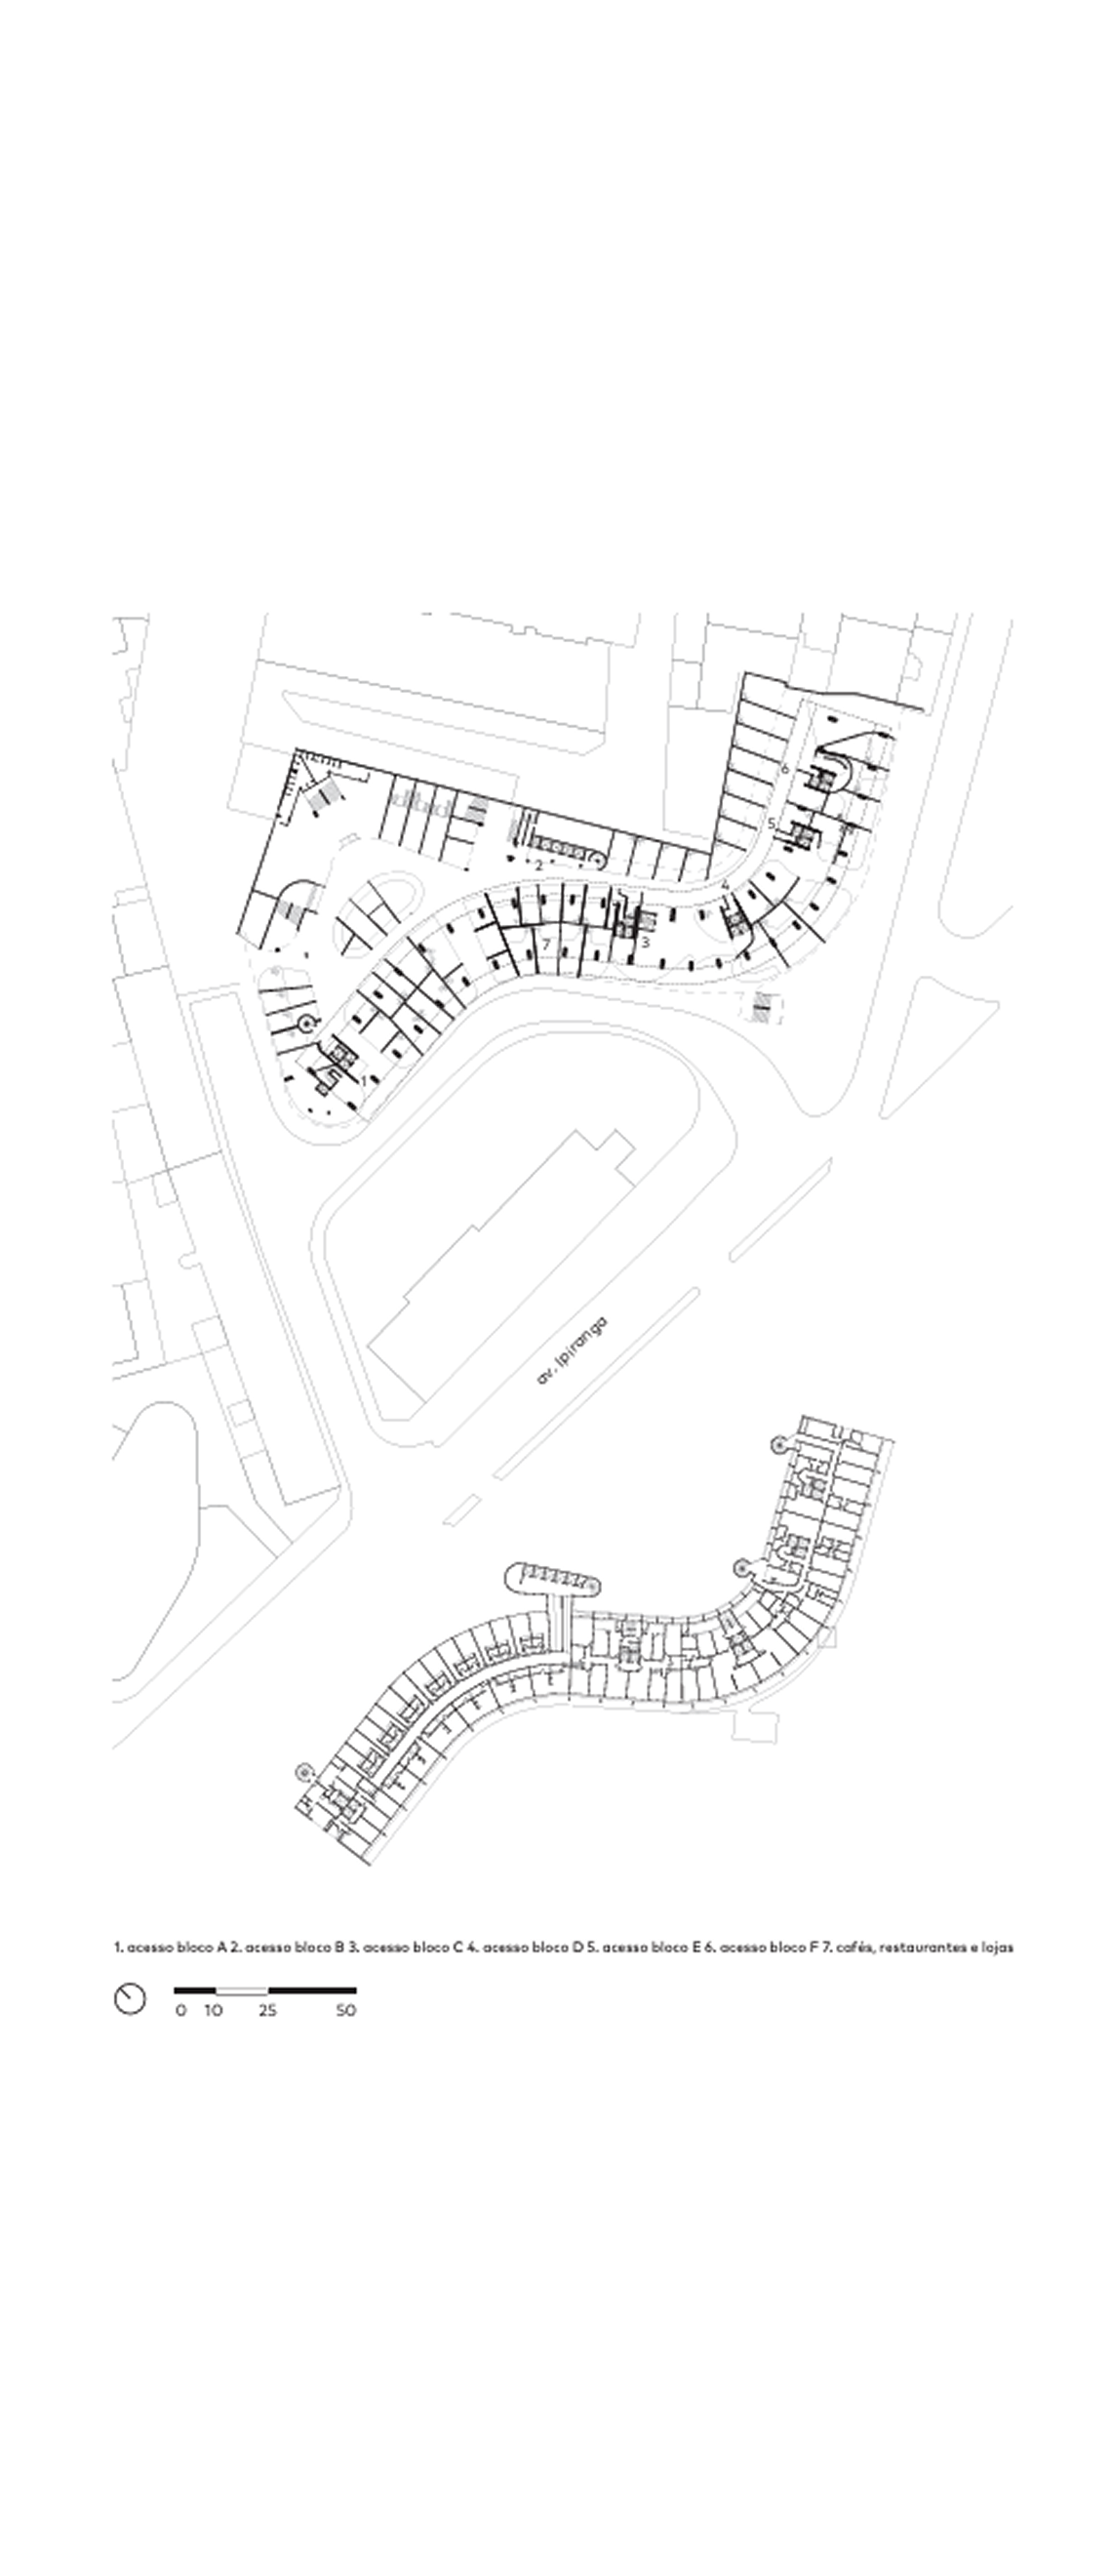 6
5
2
4
3
7
1
av. Ipiranga
1. acesso bloco A 2. acesso bloco B 3. acesso bloco C 4. acesso bloco D 5. acesso bloco E 6. acesso bloco F 7. cafés, restaurantes e lojas
0 10 25 50